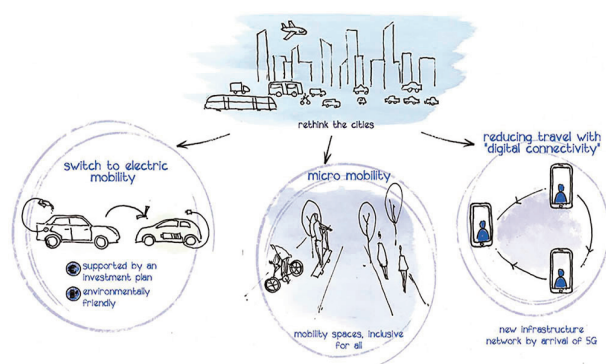 rethink the cities
switch to electric
mobility
supported by an
investment plan
environmentally
friendly
micro mobility
mobility spaces, inclusive
for all
reducing travel with
"digital connectivity"
new infrastructure
network by arrival of 5G